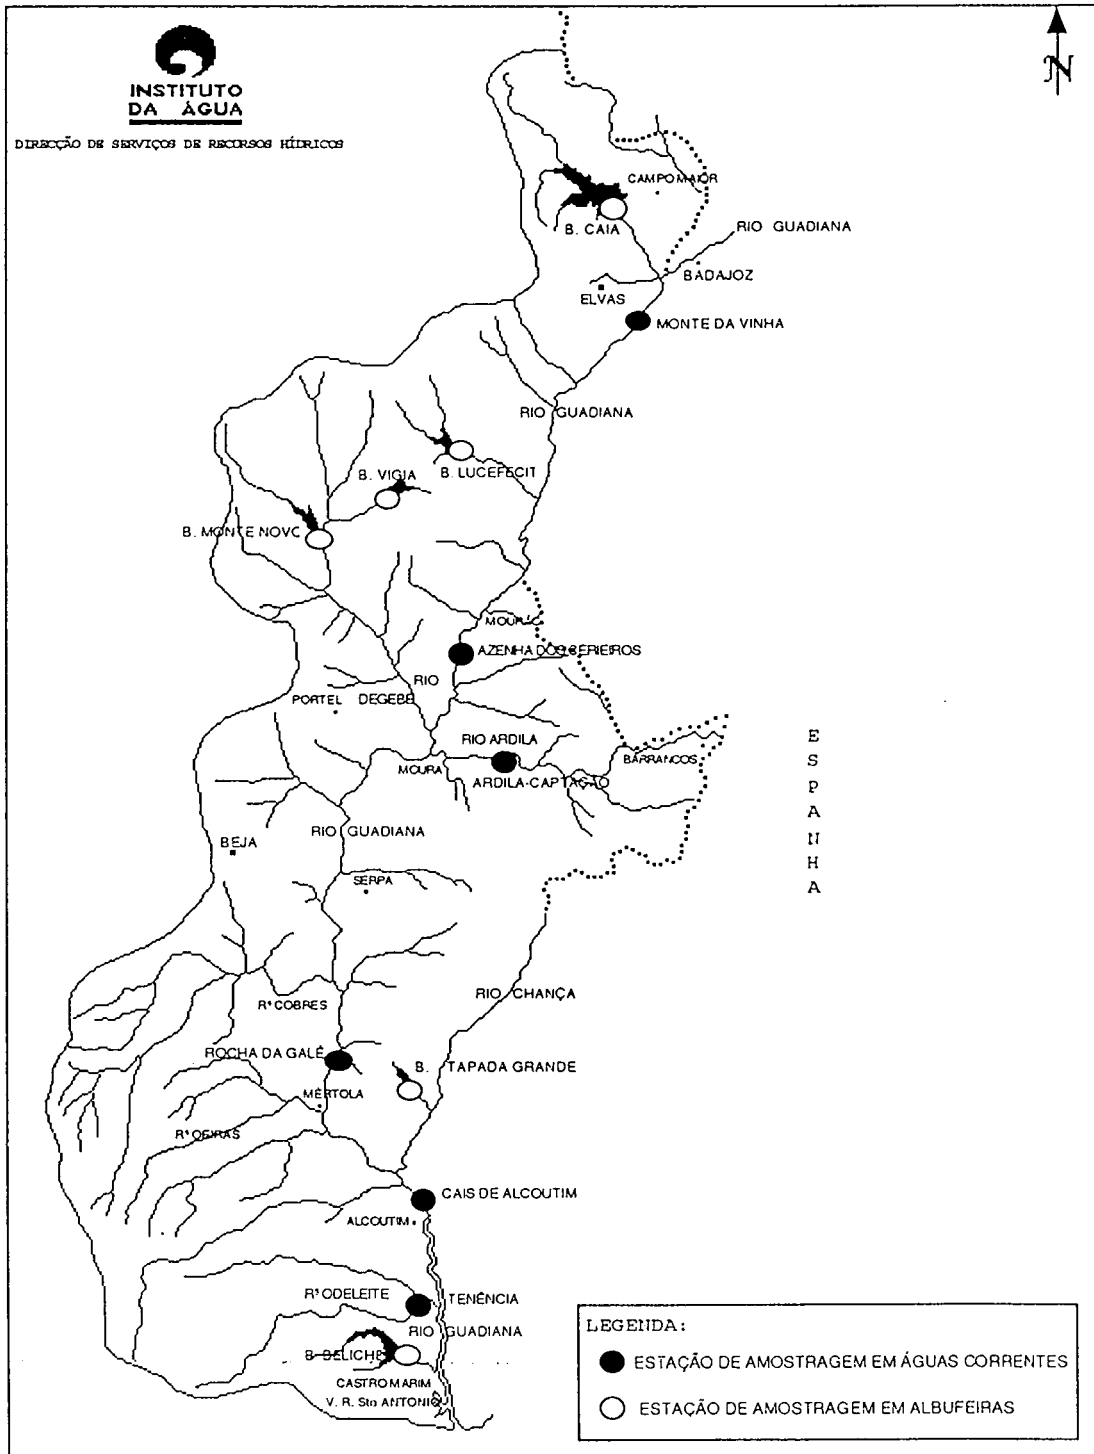 N
INSTITUTO
DA ÁGUA
DIRECÇÃO DE SERVIÇOS DE RECURSOS HÍDRICOS
CAMPO MAIOR
B. CAIA
RIO GUADIANA
BADAJOZ
ELVAS
MONTE DA VINHA
RIO GUADIANA
B. LUCEFECIT
B. VIGIA
B. MONTE NOVO
MOURÃO
AZENHA DOS CERIEIROS
RIO
DEGEBE
PORTEL
RIO ARDILA
BARRANCOS
MOURA
ARDILA-CAPTAÇÃO
ESPANHA
RIO GUADIANA
BEJA
SERPA
RIO CHANÇA
Rª COBRES
ROCHA DA GALÉ
B. TAPADA GRANDE
MÉRTOLA
Rª OEIRAS
CAIS DE ALCOUTIM
ALCOUTIM
Rª ODELEITE
TENÊNCIA
RIO GUADIANA
B. BELICHE
CASTRO MARIM
V. R. Sto ANTONIO
LEGENDA:
ESTAÇÃO DE AMOSTRAGEM EM ÁGUAS CORRENTES
ESTAÇÃO DE AMOSTRAGEM EM ALBUFEIRAS